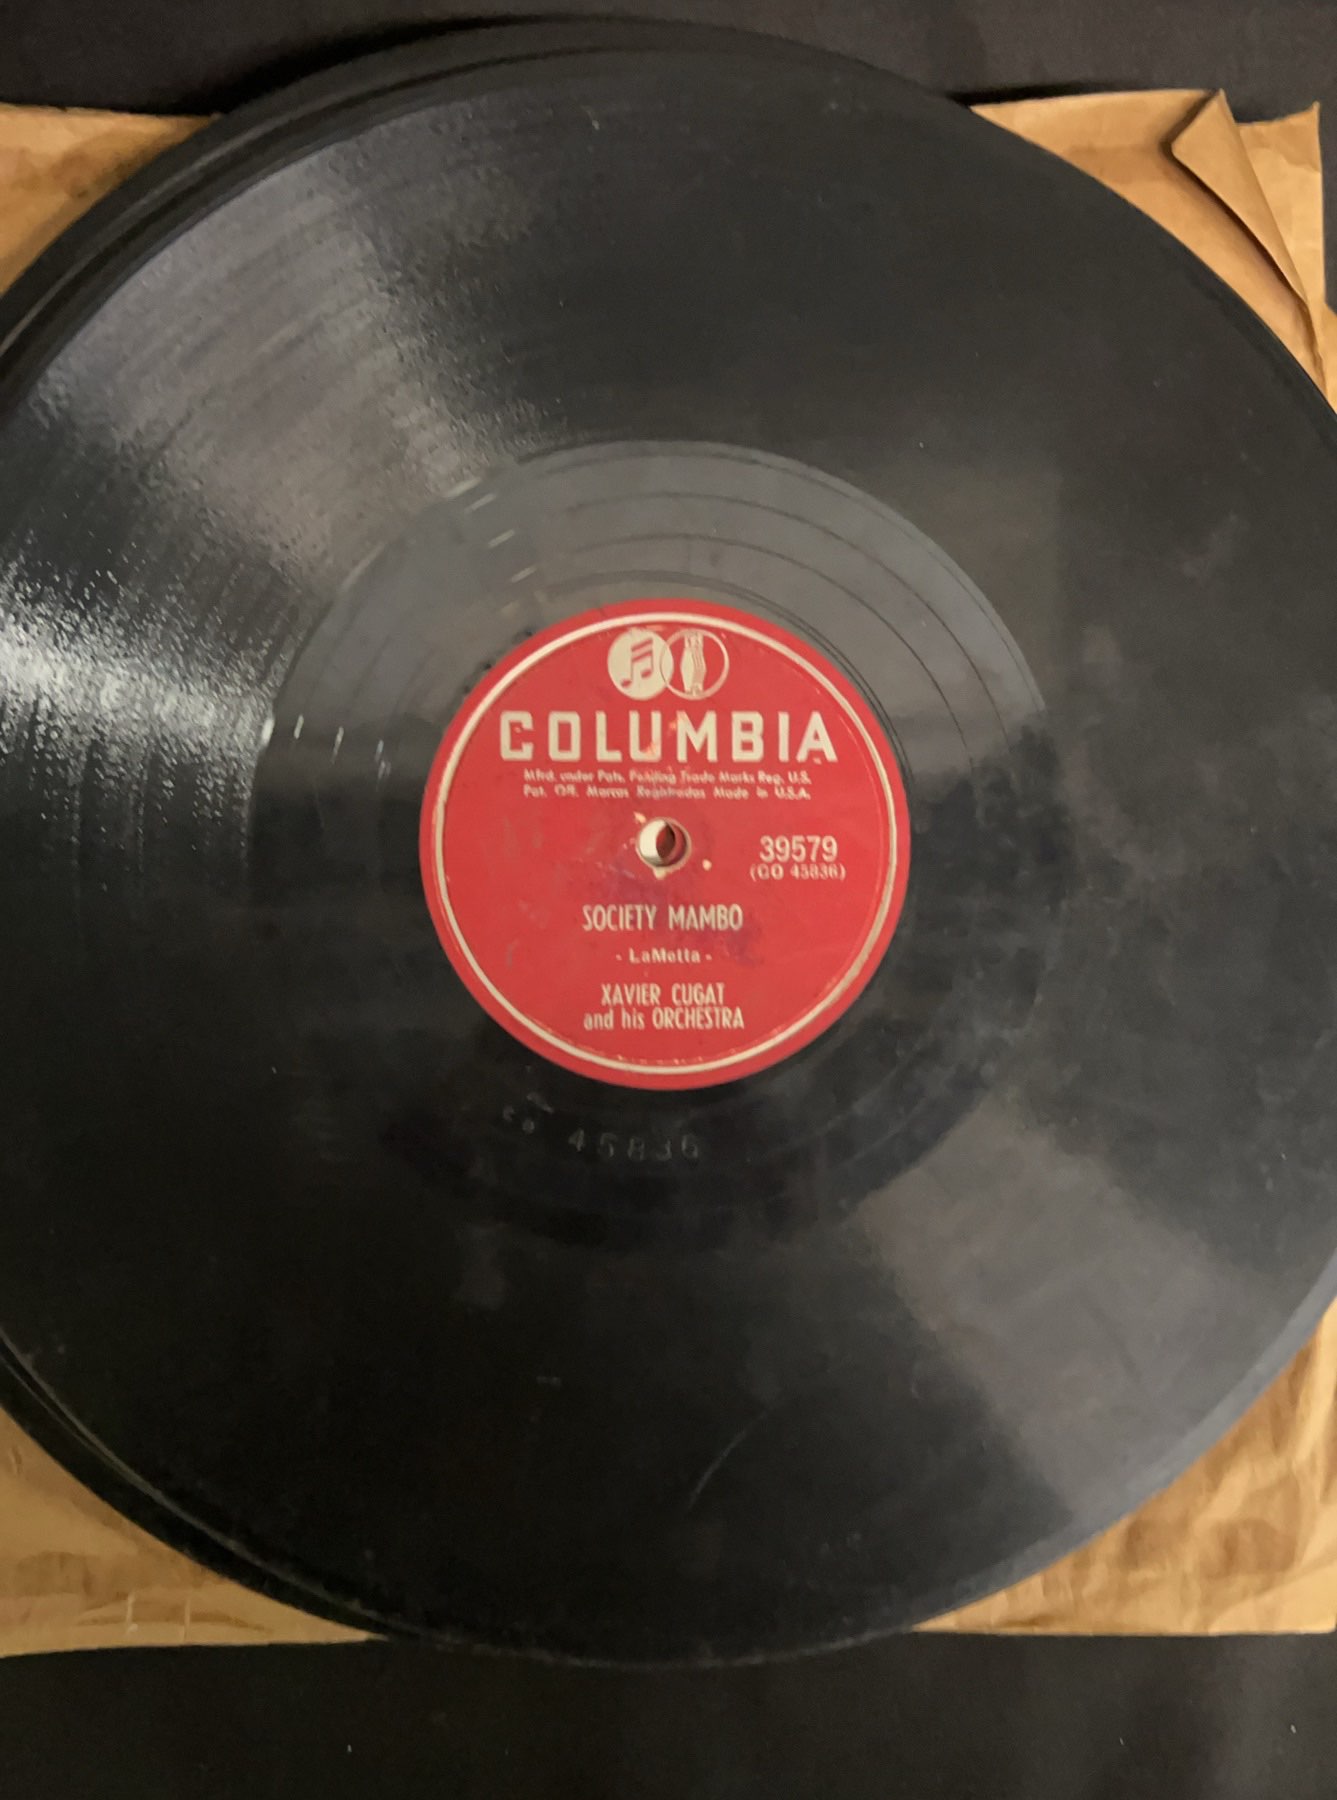 COLUMBIA
Mfrd. under Pats. Pending Trade Marks Reg. U.S.
Pat. Off. Marcas Registradas Made in U.S.A.
39579
(CO 45836)
SOCIETY MAMBO
- LaMotta -
XAVIER CUGAT
and his ORCHESTRA
CO 45836